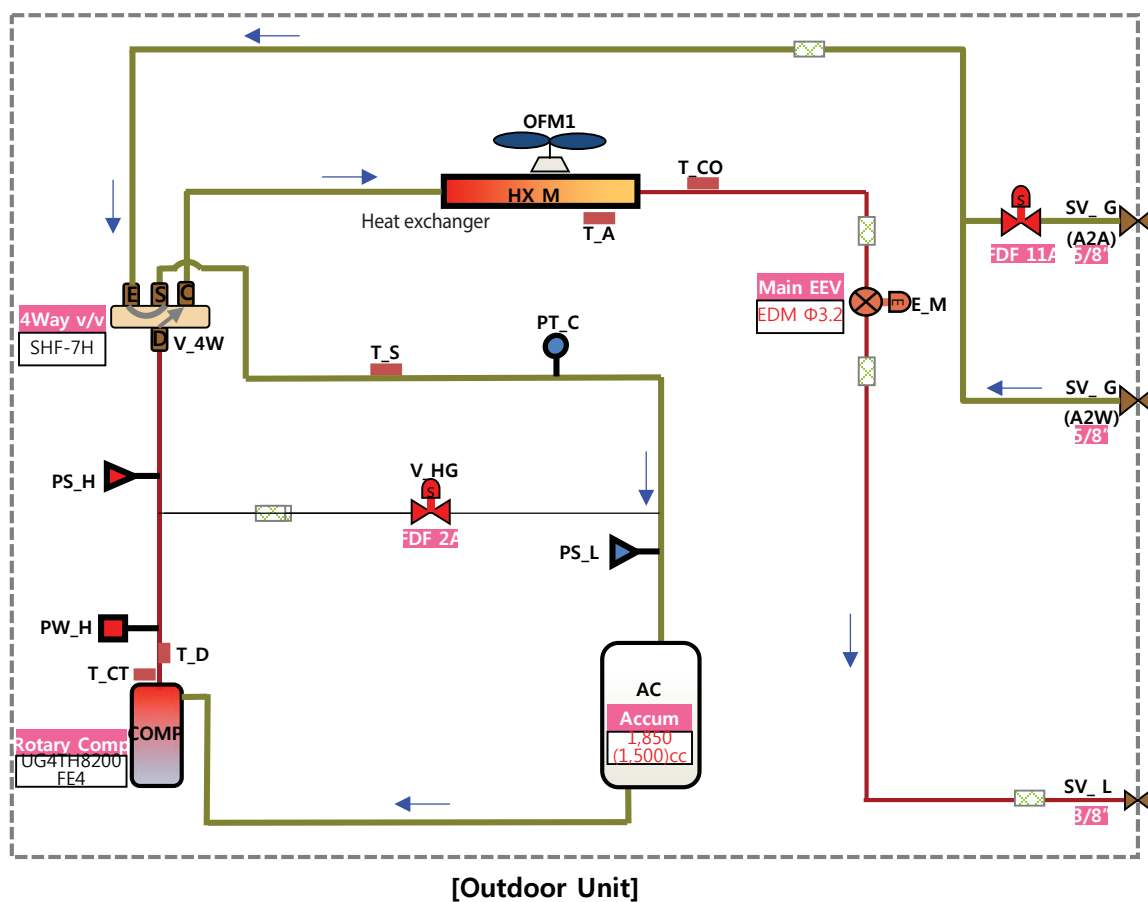 OFM1
T_CO
HX M
Heat exchanger
T_A
S
SV_ G
(A2A)
5/8"
FDF 11A
E
S
C
4Way v/v
SHF-7H
D
V_4W
Main EEV
EDM Φ3.2
E
E_M
PT_C
T_S
SV_ G
(A2W)
5/8"
PS_H
V_HG
S
FDF 2A
PS_L
PW_H
T_D
T_CT
COMP
Rotary Comp
UG4TH8200
FE4
AC
Accum
1,850
(1,500)cc
SV_ L
3/8"
[Outdoor Unit]